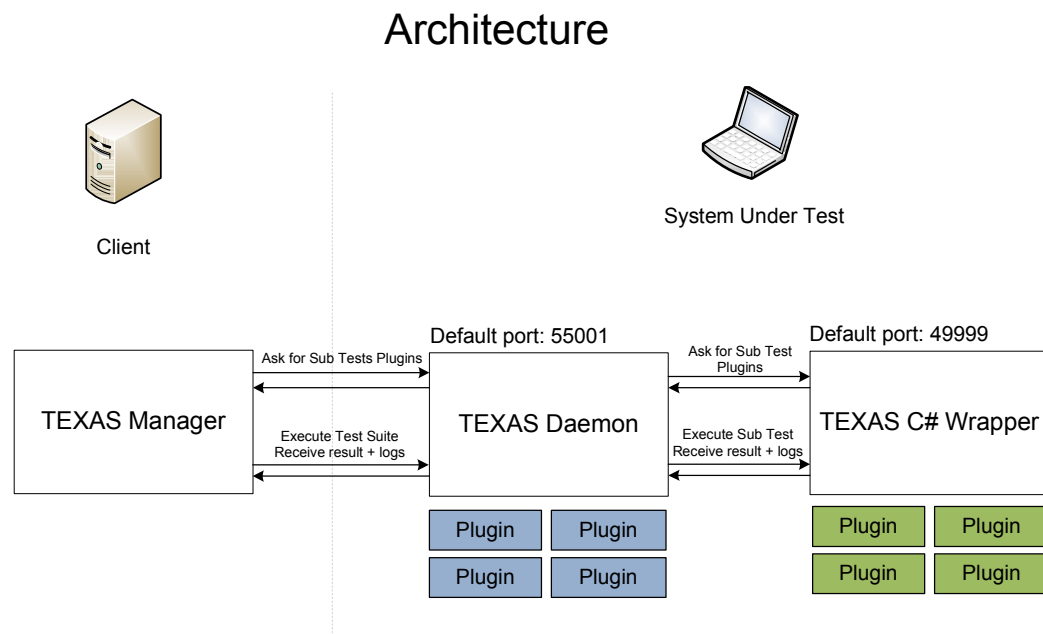 Architecture
Client
System Under Test
Default port: 55001
Default port: 49999
Ask for Sub Tests Plugins
Ask for Sub Test
Plugins
TEXAS Manager
TEXAS Daemon
TEXAS C# Wrapper
Execute Test Suite
Receive result + logs
Execute Sub Test
Receive result + logs
Plugin
Plugin
Plugin
Plugin
Plugin
Plugin
Plugin
Plugin